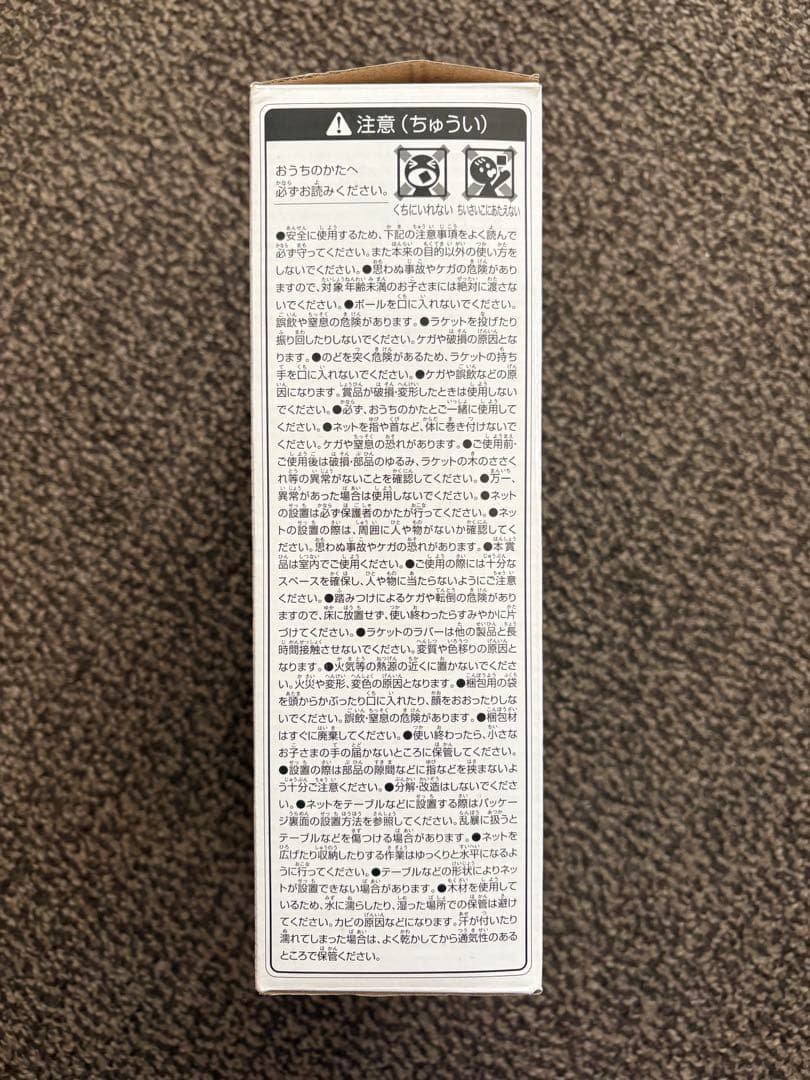 注意(ちゅうい)
おうちのかたへ
必ずお読みください。
くちにいれない ちいさいこにあたえない
●安全に使用するため、下記の注意事項をよく読んで
必ず守ってください。また本来の目的以外の使い方を
しないでください。●思わぬ事故やケガの危険があり
ますので、対象年齢未満のお子さまには絶対に渡さな
いでください。●ボールを口に入れないでください。
誤飲や窒息の危険があります。●ラケットを投げたり
振り回したりしないでください。ケガや破損の原因とな
ります。●のどを突く危険があるため、ラケットの持ち
手を口に入れないでください。●ケガや誤飲などの原
因になります。賞品が破損・変形したときは使用しない
でください。●必ず、おうちのかたとご一緒に使用して
ください。●ネットを指や首など、体に巻き付けないで
ください。ケガや窒息の恐れがあります。●ご使用前・
ご使用後は破損・部品のゆるみ、ラケットの木のささく
れ等の異常がないことを確認してください。●万一、
異常があった場合は使用しないでください。●ネット
の設置は必ず保護者のかたが行ってください。●ネッ
トの設置の際は、周囲に人や物がないか確認してく
ださい。思わぬ事故やケガの恐れがあります。●本賞
品は室内でご使用ください。●ご使用の際には十分な
スペースを確保し、人や物に当たらないようにご注意
ください。●踏みつけによるケガや転倒の危険があり
ますので、床に放置せず、使い終わったらすみやかに片
づけてください。●ラケットのラバーは他の製品と長
時間接触させないでください。変質や色移りの原因と
なります。●火気等の熱源の近くに置かないでくださ
い。火災や変形、変色の原因となります。●梱包用の袋
を頭からかぶったり口に入れたり、顔をおおったりしな
いでください。誤飲・窒息の危険があります。●梱包材
はすぐに廃棄してください。●使い終わったら、小さな
お子さまの手の届かないところに保管してください。
●設置の際は部品の隙間などに指などを挟まないよ
う十分ご注意ください。●分解・改造はしないでくださ
い。●ネットをテーブルなどに設置する際はパッケー
ジ裏面の設置方法を参照してください。乱暴に扱うと
テーブルなどを傷つける場合があります。●ネットを
広げたり収納したりする作業はゆっくりと水平になるよ
うに行ってください。●テーブルなどの形状によりネッ
トが設置できない場合があります。●木材を使用して
いるため、水に濡らしたり、湿った場所での保管は避け
てください。カビの原因などになります。汗が付いたり
濡れてしまった場合は、よく乾かしてから通気性のある
ところで保管ください。